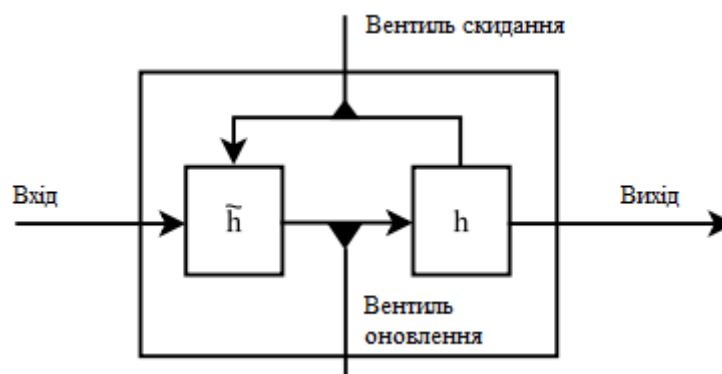 Вентиль скидання
Вхід
h̃
h
Вихід
Вентиль
оновлення